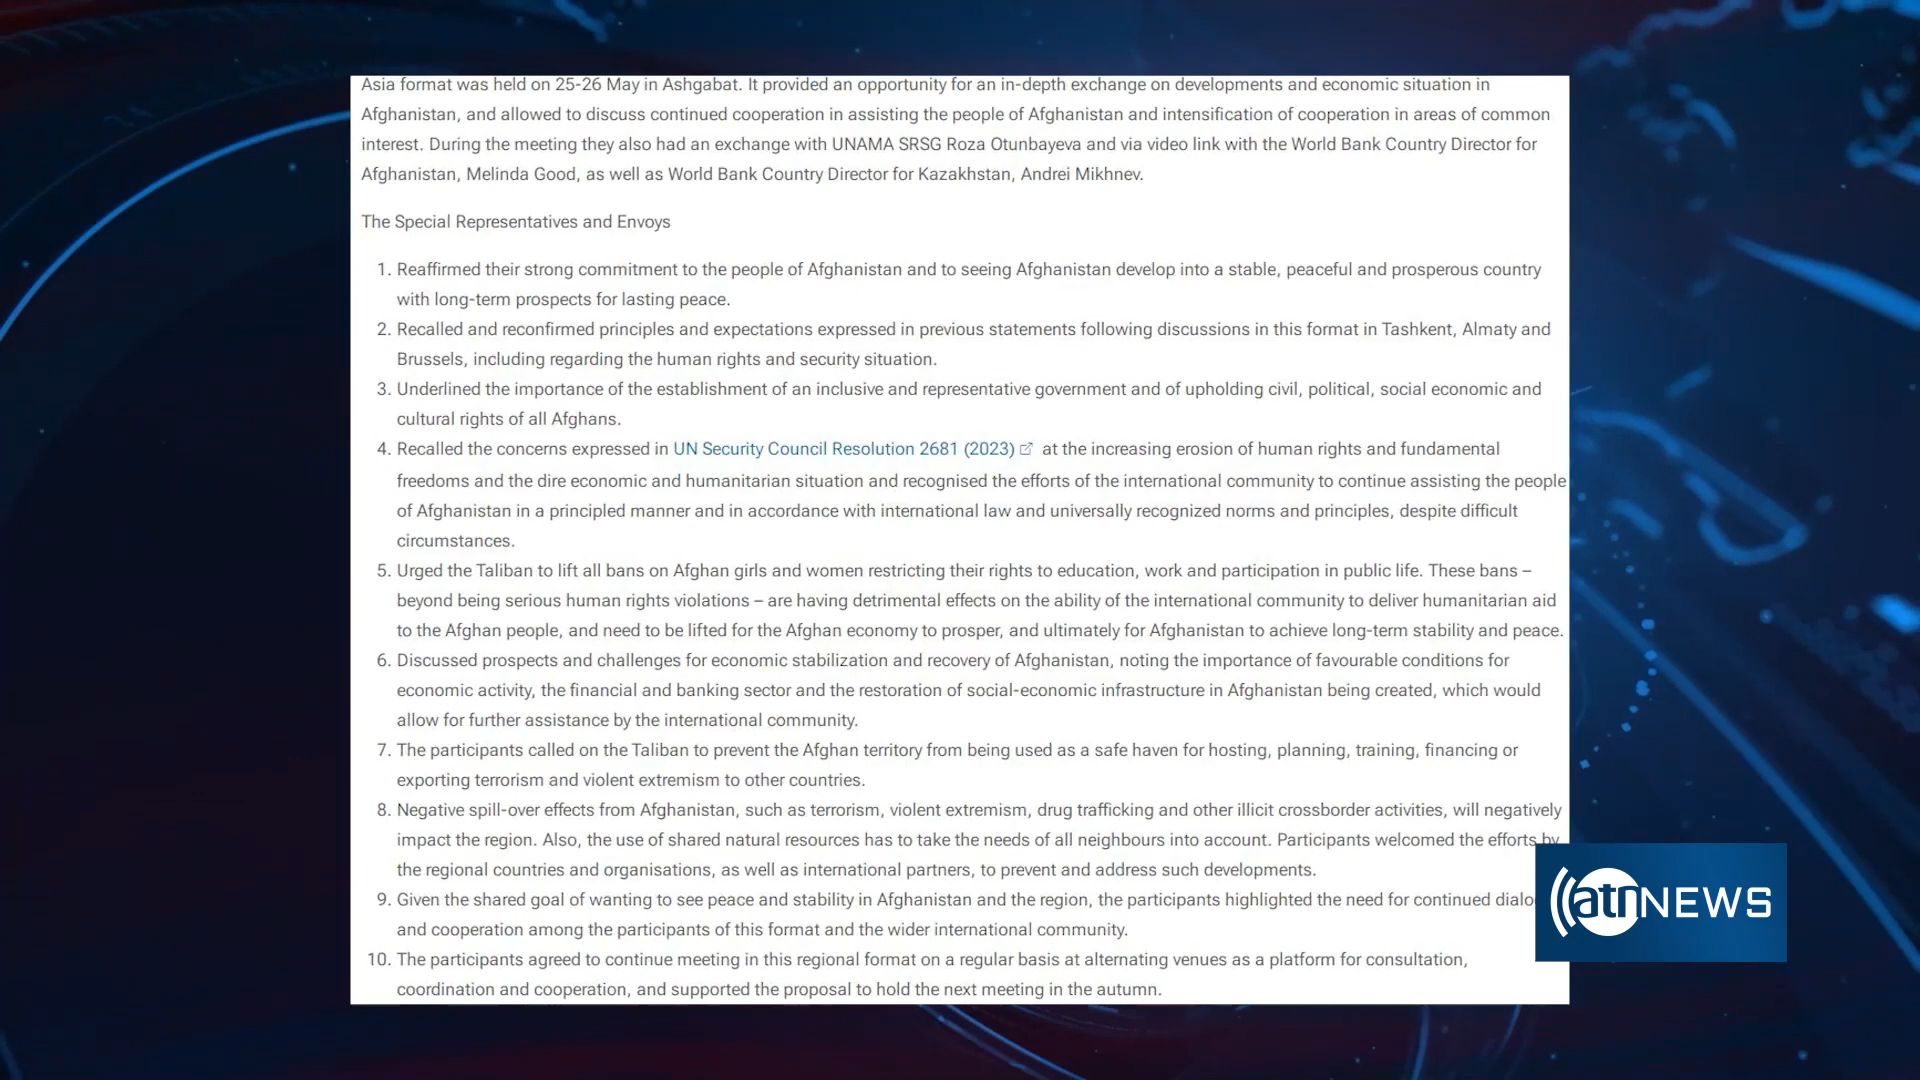 Asia format was held on 25-26 May in Ashgabat. It provided an opportunity for an in-depth exchange on developments and economic situation in
Afghanistan, and allowed to discuss continued cooperation in assisting the people of Afghanistan and intensification of cooperation in areas of common
interest. During the meeting they also had an exchange with UNAMA SRSG Roza Otunbayeva and via video link with the World Bank Country Director for
Afghanistan, Melinda Good, as well as World Bank Country Director for Kazakhstan, Andrei Mikhnev.
The Special Representatives and Envoys
1. Reaffirmed their strong commitment to the people of Afghanistan and to seeing Afghanistan develop into a stable, peaceful and prosperous country
with long-term prospects for lasting peace.
2. Recalled and reconfirmed principles and expectations expressed in previous statements following discussions in this format in Tashkent, Almaty and
Brussels, including regarding the human rights and security situation.
3. Underlined the importance of the establishment of an inclusive and representative government and of upholding civil, political, social economic and
cultural rights of all Afghans.
4. Recalled the concerns expressed in UN Security Council Resolution 2681 (2023) at the increasing erosion of human rights and fundamental
freedoms and the dire economic and humanitarian situation and recognised the efforts of the international community to continue assisting the people
of Afghanistan in a principled manner and in accordance with international law and universally recognized norms and principles, despite difficult
circumstances.
5. Urged the Taliban to lift all bans on Afghan girls and women restricting their rights to education, work and participation in public life. These bans –
beyond being serious human rights violations – are having detrimental effects on the ability of the international community to deliver humanitarian aid
to the Afghan people, and need to be lifted for the Afghan economy to prosper, and ultimately for Afghanistan to achieve long-term stability and peace.
6. Discussed prospects and challenges for economic stabilization and recovery of Afghanistan, noting the importance of favourable conditions for
economic activity, the financial and banking sector and the restoration of social-economic infrastructure in Afghanistan being created, which would
allow for further assistance by the international community.
7. The participants called on the Taliban to prevent the Afghan territory from being used as a safe haven for hosting, planning, training, financing or
exporting terrorism and violent extremism to other countries.
8. Negative spill-over effects from Afghanistan, such as terrorism, violent extremism, drug trafficking and other illicit crossborder activities, will negatively
impact the region. Also, the use of shared natural resources has to take the needs of all neighbours into account. Participants welcomed the efforts by
the regional countries and organisations, as well as international partners, to prevent and address such developments.
9. Given the shared goal of wanting to see peace and stability in Afghanistan and the region, the participants highlighted the need for continued dialo
and cooperation among the participants of this format and the wider international community.
10. The participants agreed to continue meeting in this regional format on a regular basis at alternating venues as a platform for consultation,
coordination and cooperation, and supported the proposal to hold the next meeting in the autumn.
atn NEWS